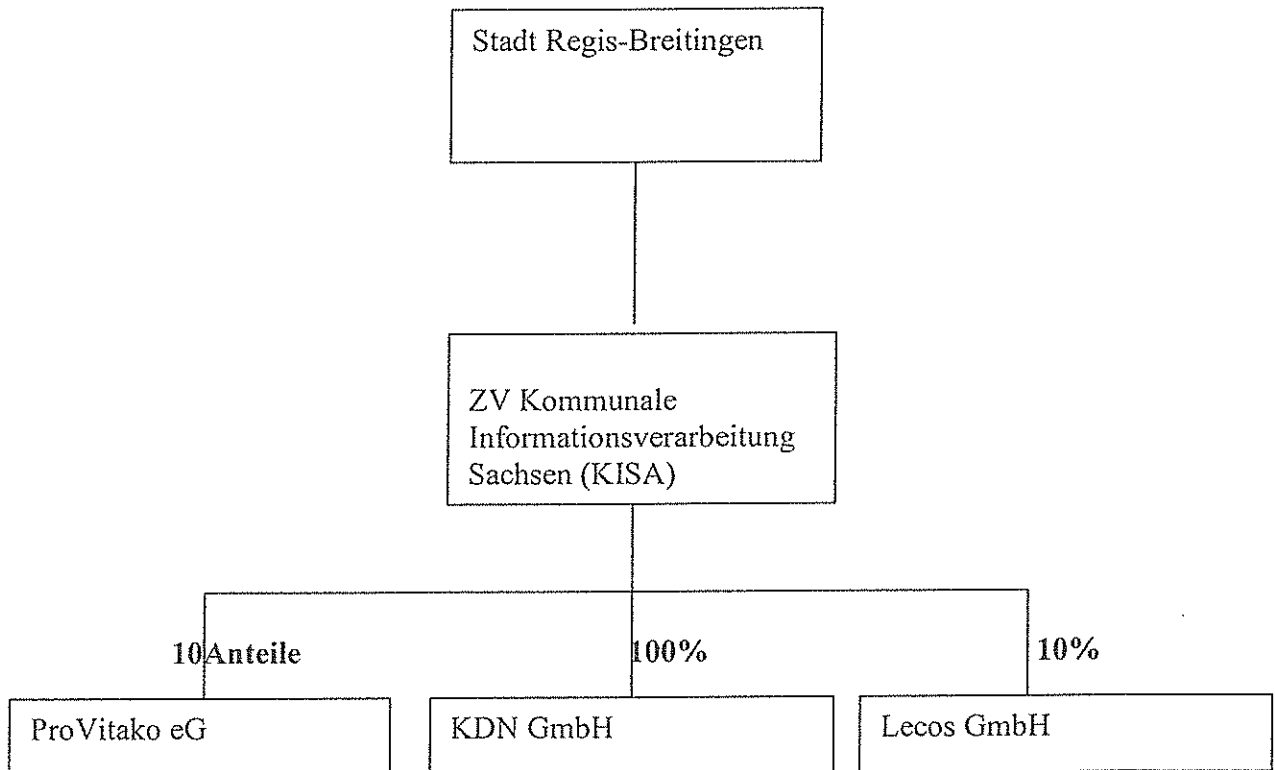 Stadt Regis-Breitingen
ZV Kommunale
Informationsverarbeitung
Sachsen (KISA)
10Anteile
100%
10%
ProVitako eG
KDN GmbH
Lecos GmbH